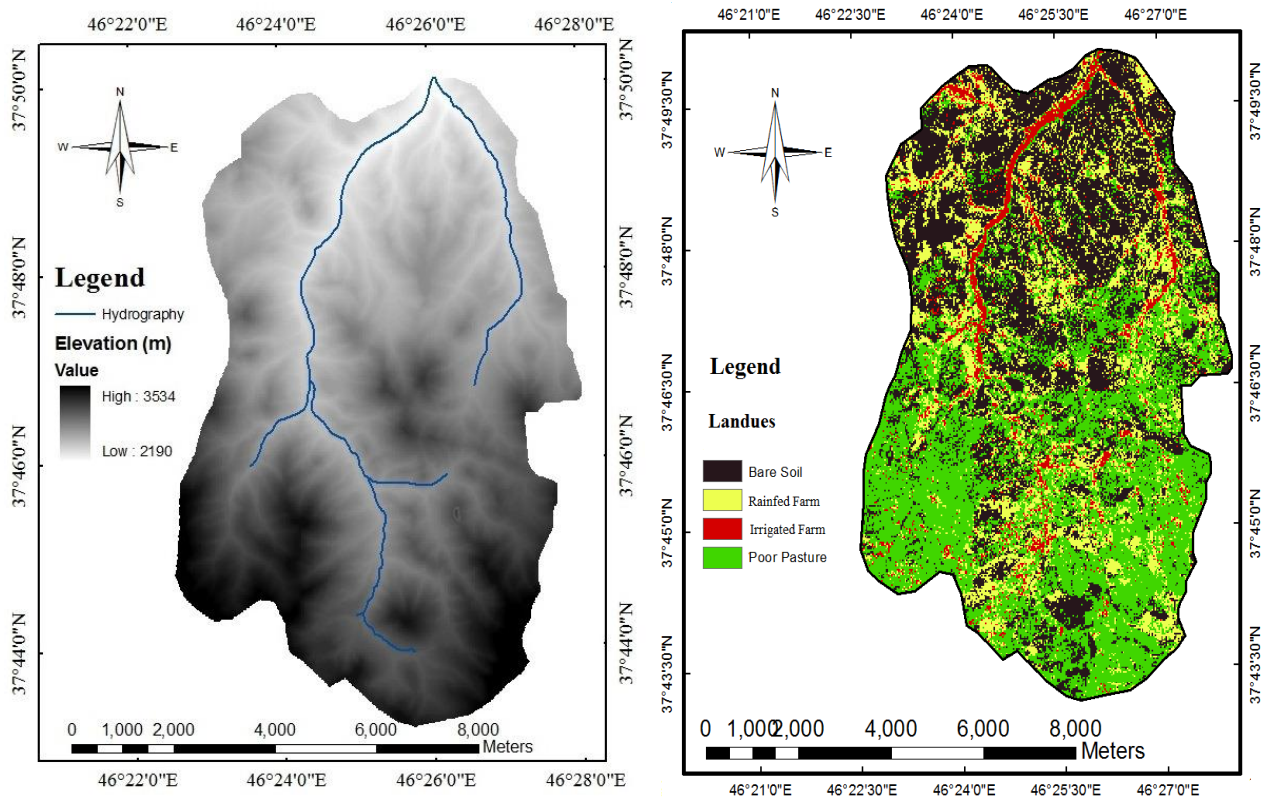 46°22'0"E 46°24'0"E 46°26'0"E 46°28'0"E
37°50'0"N
37°48'0"N
37°46'0"N
37°44'0"N
N
W E
S
Legend
Hydrography
Elevation (m)
Value
High : 3534
Low : 2190
37°50'0"N
37°48'0"N
37°46'0"N
37°44'0"N
0 1,000 2,000 4,000 6,000 8,000
Meters
46°22'0"E 46°24'0"E 46°26'0"E 46°28'0"E
46°21'0"E 46°22'30"E 46°24'0"E 46°25'30"E 46°27'0"E
37°49'30"N
37°48'0"N
37°46'30"N
37°45'0"N
37°43'30"N
N
W E
S
Legend
Landues
Bare Soil
Rainfed Farm
Irrigated Farm
Poor Pasture
37°49'30"N
37°48'0"N
37°46'30"N
37°45'0"N
37°43'30"N
0 1,000 2,000 4,000 6,000 8,000
Meters
46°21'0"E 46°22'30"E 46°24'0"E 46°25'30"E 46°27'0"E